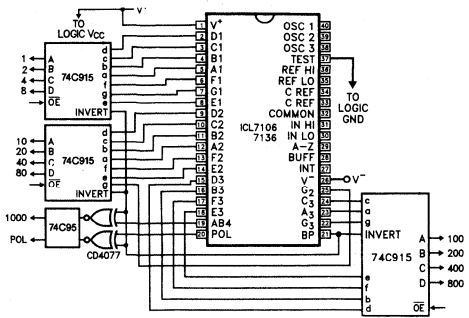 TO
LOGIC VCC
V⁺
1
2
4
8
A
B
C
D
OE
74C915
d
c
b
a
f
g
e
INVERT
10
20
40
80
A
B
C
D
OE
74C915
d
c
b
a
f
e
g
INVERT
1000
POL
74C95
CD4077
1 V⁺
2 D1
3 C1
4 B1
5 A1
6 F1
7 G1
8 E1
9 D2
10 C2
11 B2
12 A2
13 F2
14 E2
15 D3
16 B3
17 F3
18 E3
19 AB4
20 POL
ICL7106
7136
OSC 1 40
OSC 2 39
OSC 3 38
TEST 37
REF HI 36
REF LO 35
C REF 34
C REF 33
COMMON 32
IN HI 31
IN LO 30
A-Z 29
BUFF 28
INT 27
V⁻ 26
G2 25
C3 24
A3 23
G3 22
BP 21
TO
LOGIC
GND
V⁻
c
a
g
INVERT
e
f
b
d
74C915
A
B
C
D
OE
100
200
400
800